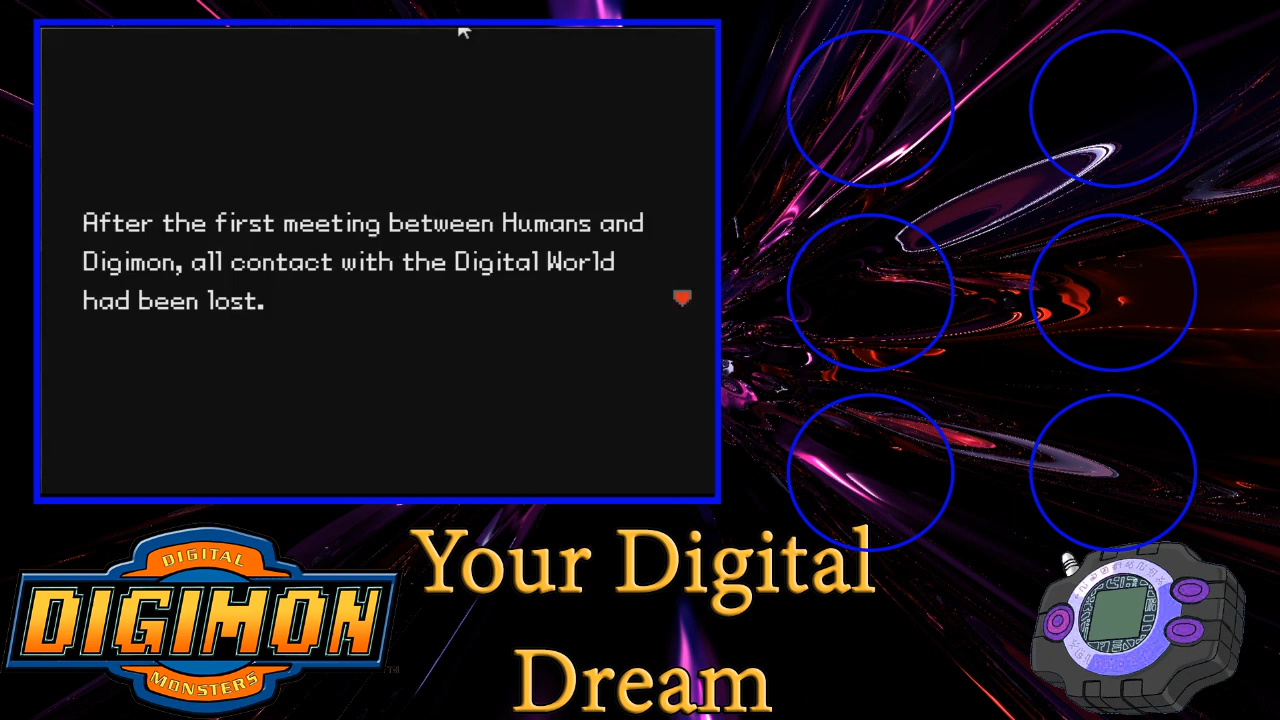 After the first meeting between Humans and
Digimon, all contact with the Digital World
had been lost.
DIGITAL
DIGIMON
MONSTERS
TM
Your Digital
Dream